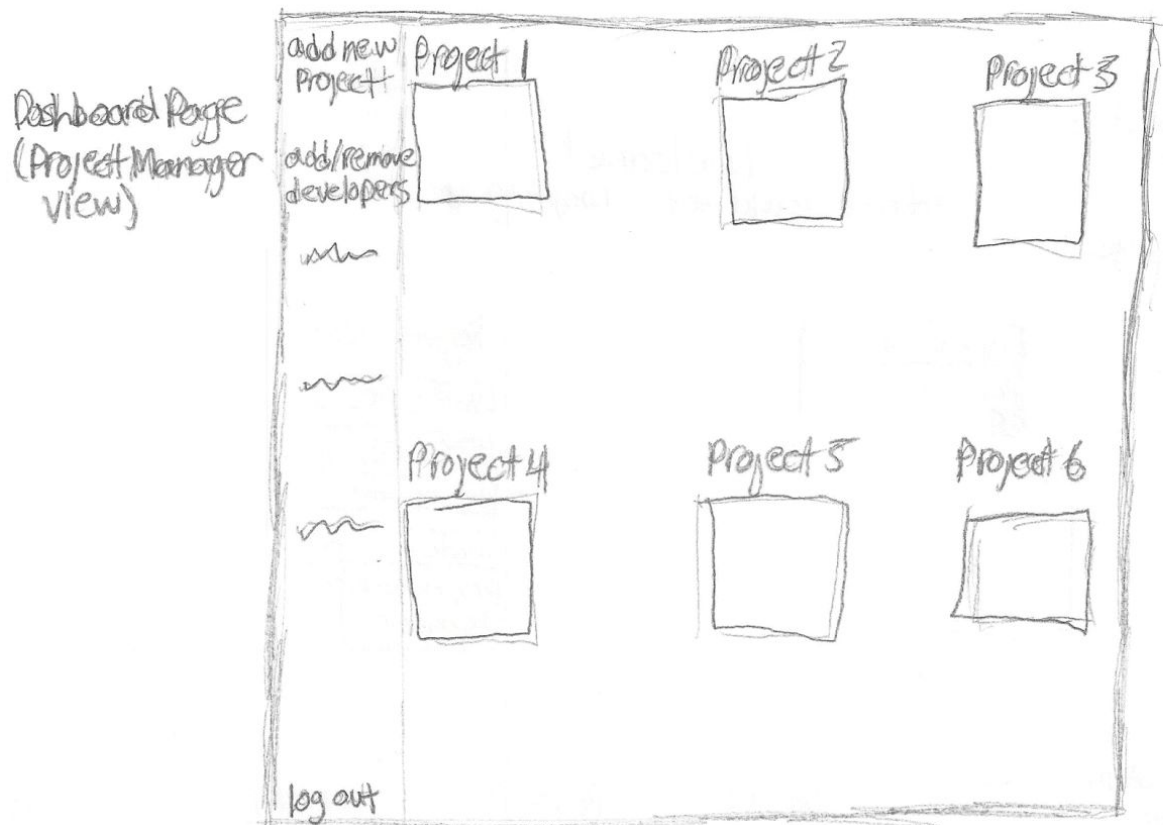 Dashboard Page
(Project Manager
view)
add new
Project
add/remove
developers
log out
Project 1
Project 2
Project 3
Project 4
Project 5
Project 6